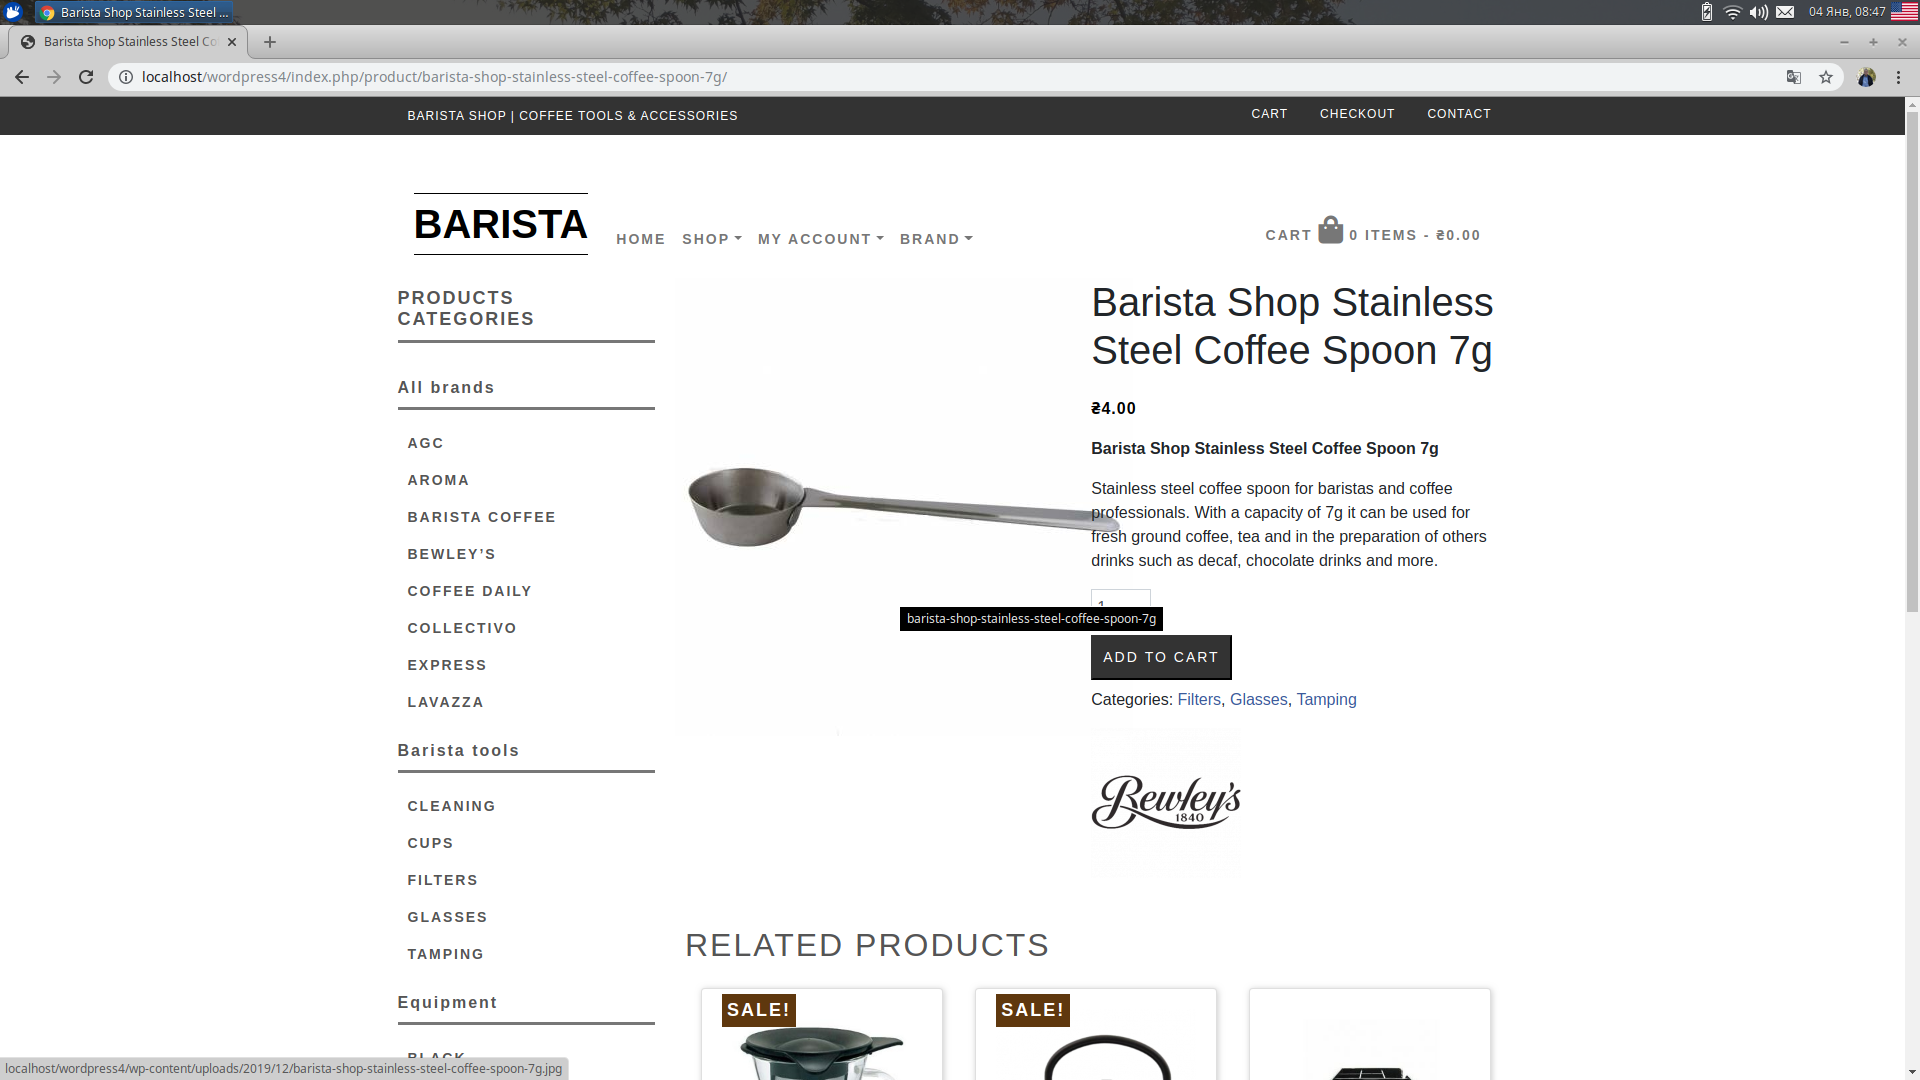 Barista Shop Stainless Steel ...
04 Янв, 08:47
Barista Shop Stainless Steel Co
localhost/wordpress4/index.php/product/barista-shop-stainless-steel-coffee-spoon-7g/
BARISTA SHOP | COFFEE TOOLS & ACCESSORIES
CART
CHECKOUT
CONTACT
BARISTA
HOME
SHOP
MY ACCOUNT
BRAND
CART 0 ITEMS - ₴0.00
PRODUCTS
CATEGORIES
All brands
AGC
AROMA
BARISTA COFFEE
BEWLEY’S
COFFEE DAILY
COLLECTIVO
EXPRESS
LAVAZZA
Barista tools
CLEANING
CUPS
FILTERS
GLASSES
TAMPING
Equipment
BLACK
Barista Shop Stainless
Steel Coffee Spoon 7g
₴4.00
Barista Shop Stainless Steel Coffee Spoon 7g
Stainless steel coffee spoon for baristas and coffee
professionals. With a capacity of 7g it can be used for
fresh ground coffee, tea and in the preparation of others
drinks such as decaf, chocolate drinks and more.
1
barista-shop-stainless-steel-coffee-spoon-7g
ADD TO CART
Categories: Filters, Glasses, Tamping
Bewley's
1840
RELATED PRODUCTS
SALE!
SALE!
localhost/wordpress4/wp-content/uploads/2019/12/barista-shop-stainless-steel-coffee-spoon-7g.jpg